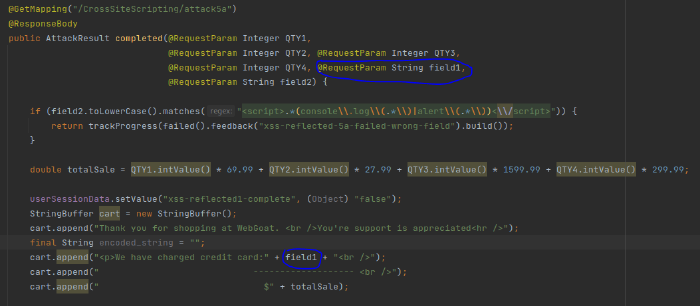 @GetMapping("/CrossSiteScripting/attack5a")
@ResponseBody
public AttackResult completed(@RequestParam Integer QTY1,
@RequestParam Integer QTY2, @RequestParam Integer QTY3,
@RequestParam Integer QTY4, @RequestParam String field1,
@RequestParam String field2) {
if (field2.toLowerCase().matches( regex: "<script>.*(console\\.log\\(.*\\)|alert\\(.*\\))<\\/script>")) {
return trackProgress(failed().feedback("xss-reflected-5a-failed-wrong-field").build());
}
double totalSale = QTY1.intValue() * 69.99 + QTY2.intValue() * 27.99 + QTY3.intValue() * 1599.99 + QTY4.intValue() * 299.99;
userSessionData.setValue("xss-reflected1-complete", (Object) "false");
StringBuffer cart = new StringBuffer();
cart.append("Thank you for shopping at WebGoat. <br />You're support is appreciated<hr />");
final String encoded_string = "";
cart.append("<p>We have charged credit card:" + field1 + "<br />");
cart.append("                             ------------------- <br />");
cart.append("                               $" + totalSale);